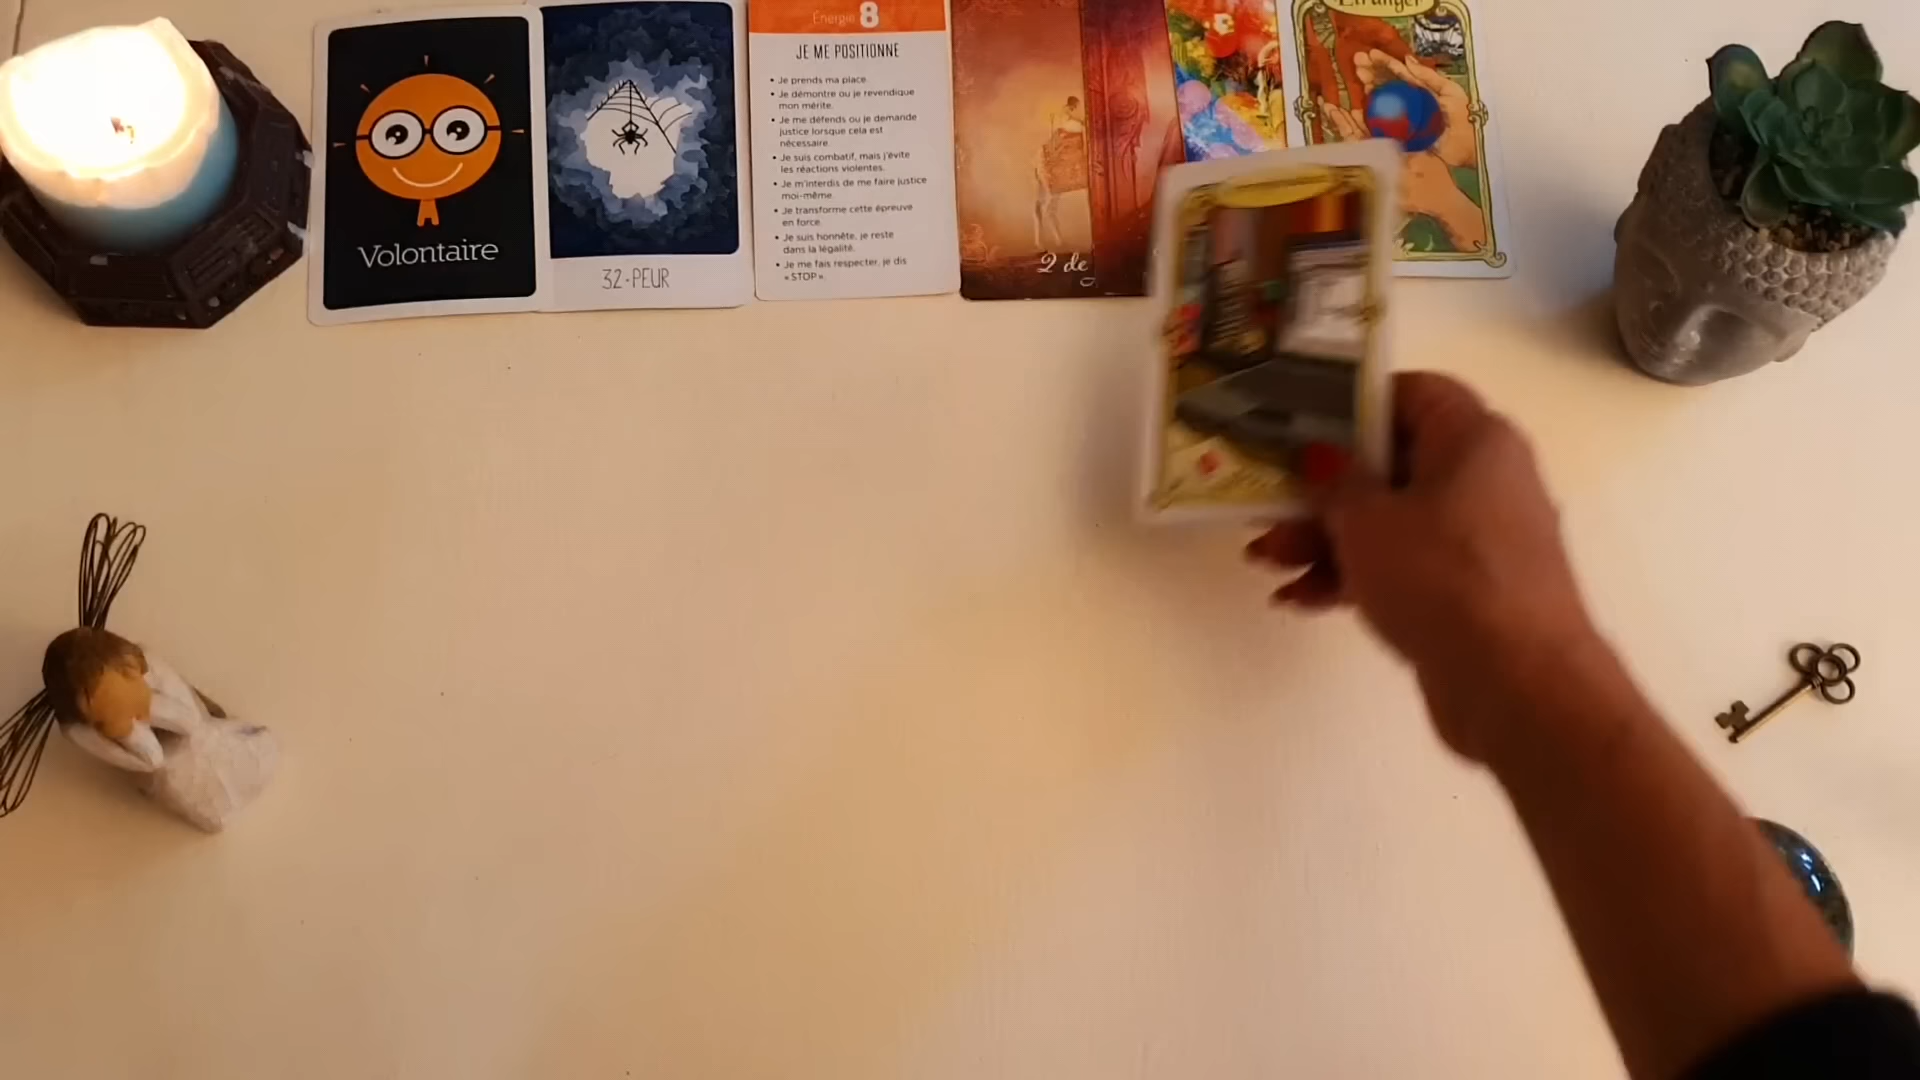 Volontaire
32-PEUR
Énergie 8
JE ME POSITIONNE
• Je prends ma place.
• Je démontre ou je revendique
mon mérite.
• Je me défends ou je demande
justice lorsque cela est
nécessaire.
• Je suis combatif, mais j'évite
les réactions violentes.
• Je m'interdis de me faire justice
moi-même.
• Je transforme cette épreuve
en force.
• Je suis honnête, je reste
dans la légalité.
• Je me fais respecter, je dis
«STOP».
2 de
Étranger